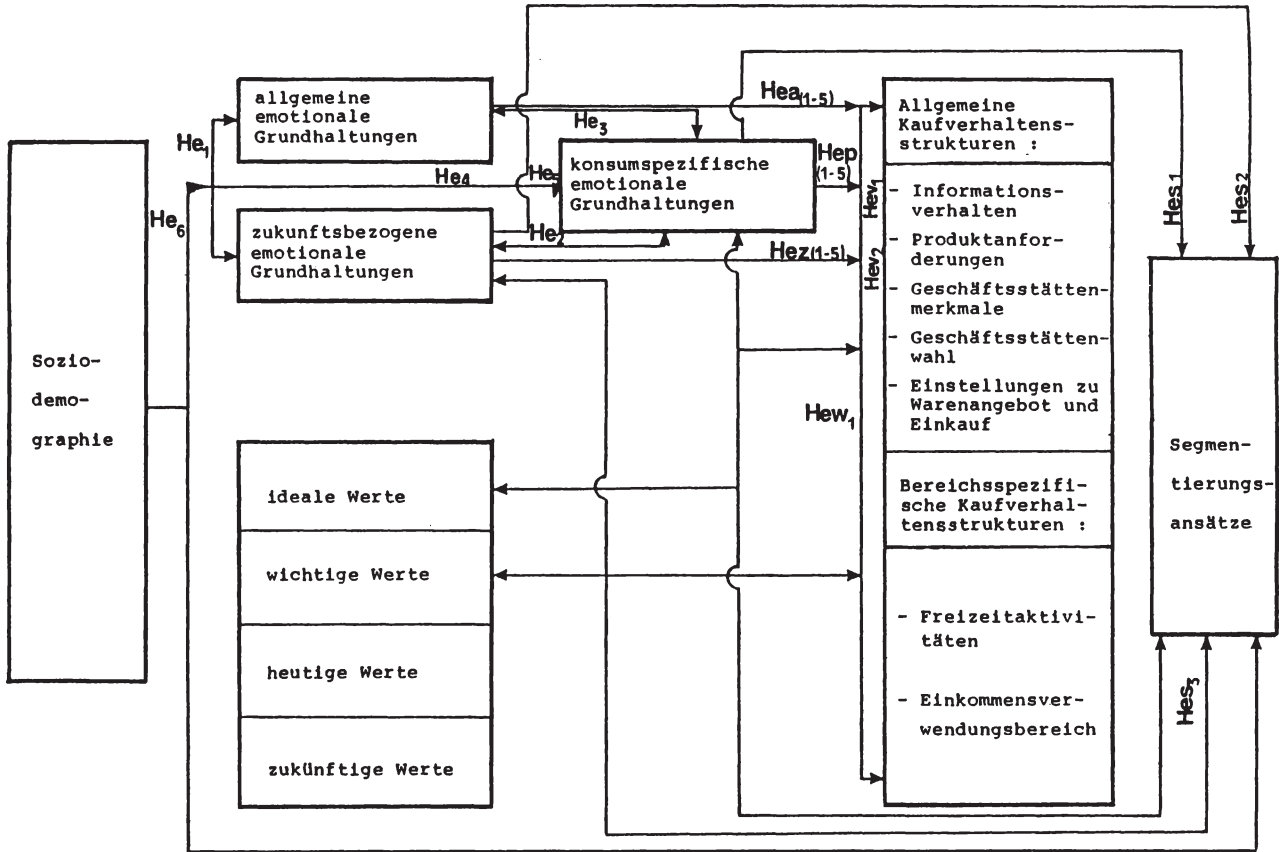 Sozio-
demo-
graphie
He1
He6
allgemeine
emotionale
Grundhaltungen
He4
zukunftsbezogene
emotionale
Grundhaltungen
ideale Werte
wichtige Werte
heutige Werte
zukünftige Werte
He3
konsumspezifische
emotionale
Grundhaltungen
Hea(1-5)
Hep
(1-5)
Hez(1-5)
Hev1
Hev2
Hew1
Allgemeine
Kaufverhaltens-
strukturen :
- Informations-
verhalten
- Produktanfor-
derungen
- Geschäftsstätten-
merkmale
- Geschäftsstätten-
wahl
- Einstellungen zu
Warenangebot und
Einkauf
Bereichsspezifi-
sche Kaufverhal-
tensstrukturen :
- Freizeitaktivi-
täten
- Einkommensver-
wendungsbereich
Hes1
Hes2
Segmen-
tierungs-
ansätze
Hes3